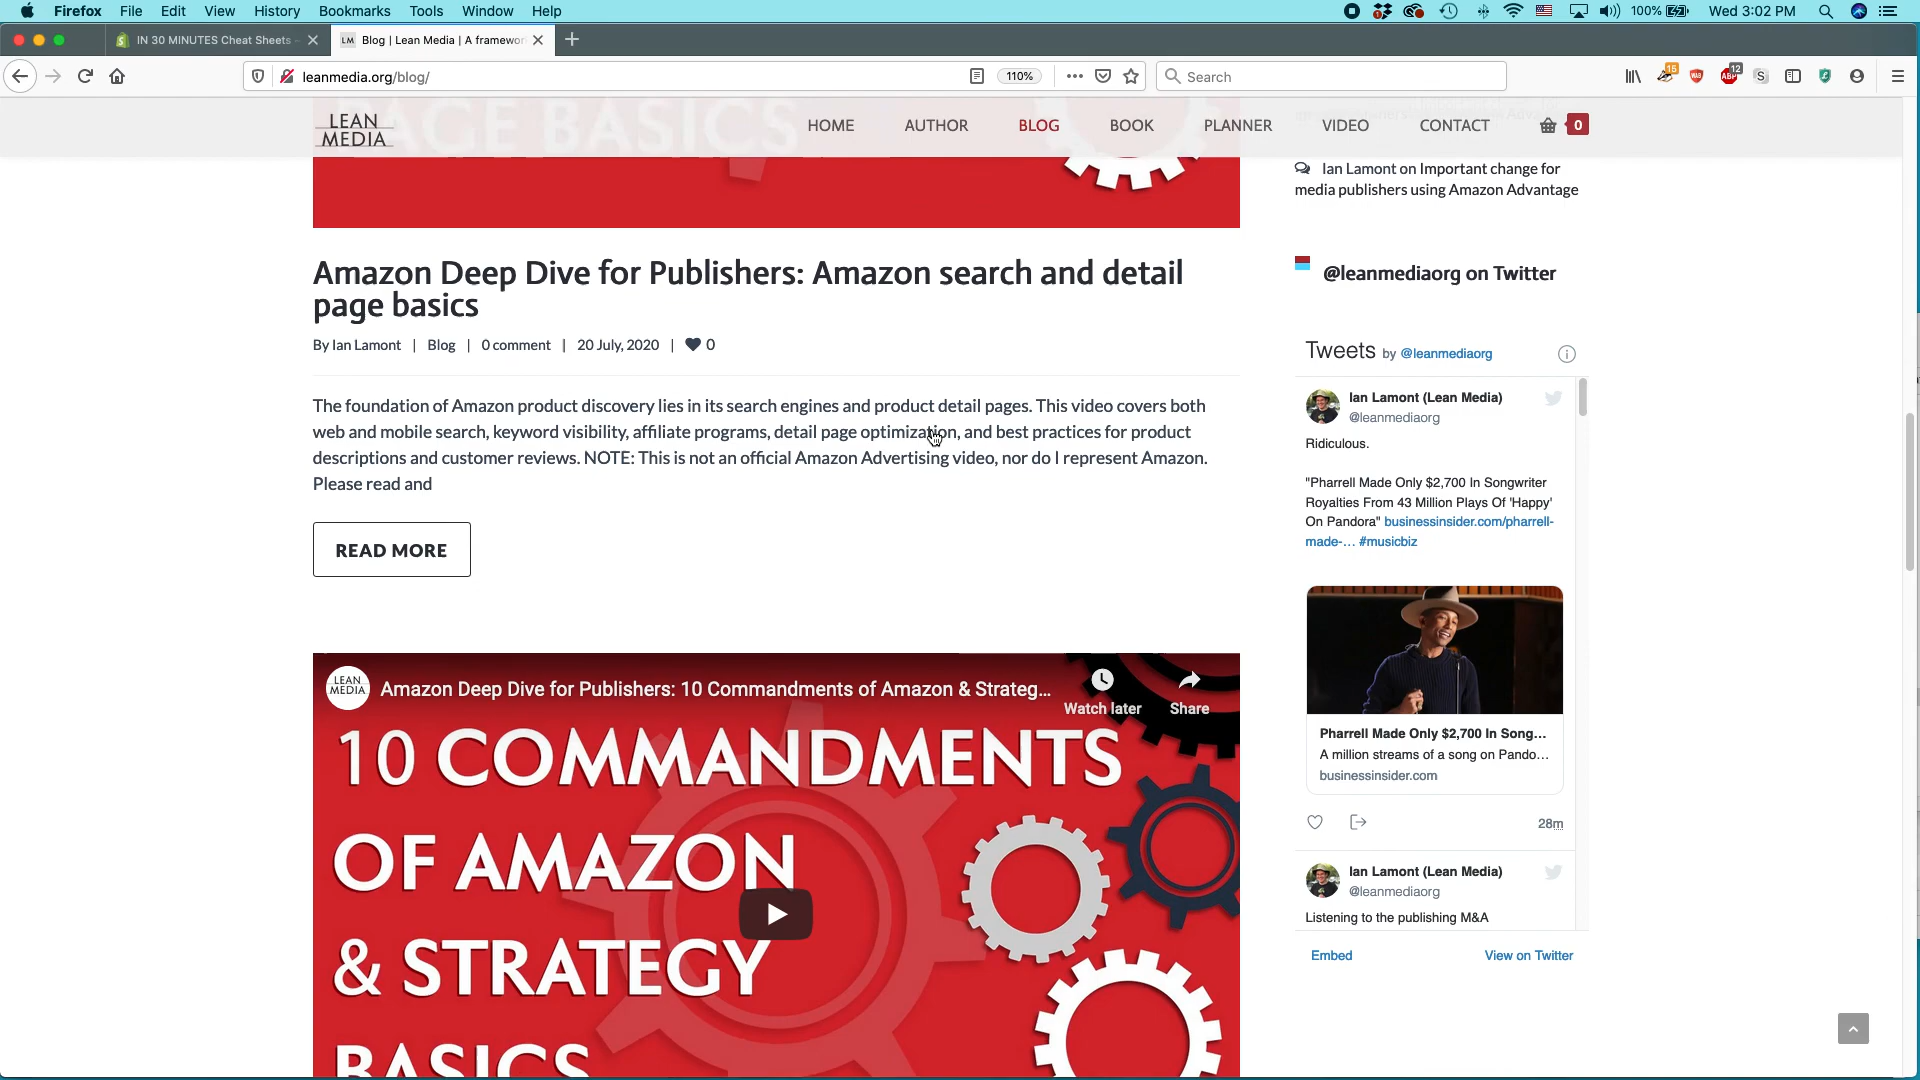 Firefox File Edit View History Bookmarks Tools Window Help 100% Wed 3:02 PM
IN 30 MINUTES Cheat Sheets
LM Blog | Lean Media | A framewor
leanmedia.org/blog/ 110% Search 15 12
PAGE BASICS
LEAN MEDIA HOME AUTHOR BLOG BOOK PLANNER VIDEO CONTACT 0
Ian Lamont on Important change for
media publishers using Amazon Advantage
Amazon Deep Dive for Publishers: Amazon search and detail
page basics
By Ian Lamont | Blog | 0 comment | 20 July, 2020 | 0
The foundation of Amazon product discovery lies in its search engines and product detail pages. This video covers both
web and mobile search, keyword visibility, affiliate programs, detail page optimization, and best practices for product
descriptions and customer reviews. NOTE: This is not an official Amazon Advertising video, nor do I represent Amazon.
Please read and
READ MORE
LEAN MEDIA Amazon Deep Dive for Publishers: 10 Commandments of Amazon & Strateg...
Watch later Share
10 COMMANDMENTS
OF AMAZON
& STRATEGY
BASICS
@leanmediaorg on Twitter
Tweets by @leanmediaorg
Ian Lamont (Lean Media)
@leanmediaorg
Ridiculous.
"Pharrell Made Only $2,700 In Songwriter
Royalties From 43 Million Plays Of 'Happy'
On Pandora" businessinsider.com/pharrell-
made-… #musicbiz
Pharrell Made Only $2,700 In Song...
A million streams of a song on Pando...
businessinsider.com
28m
Ian Lamont (Lean Media)
@leanmediaorg
Listening to the publishing M&A
Embed View on Twitter